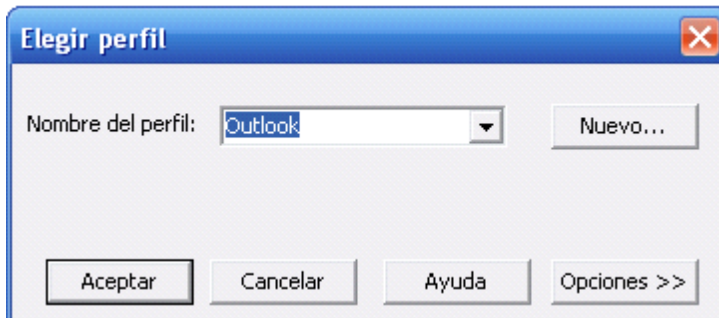 Elegir perfil
Nombre del perfil: Outlook Nuevo...
Aceptar Cancelar Ayuda Opciones >>